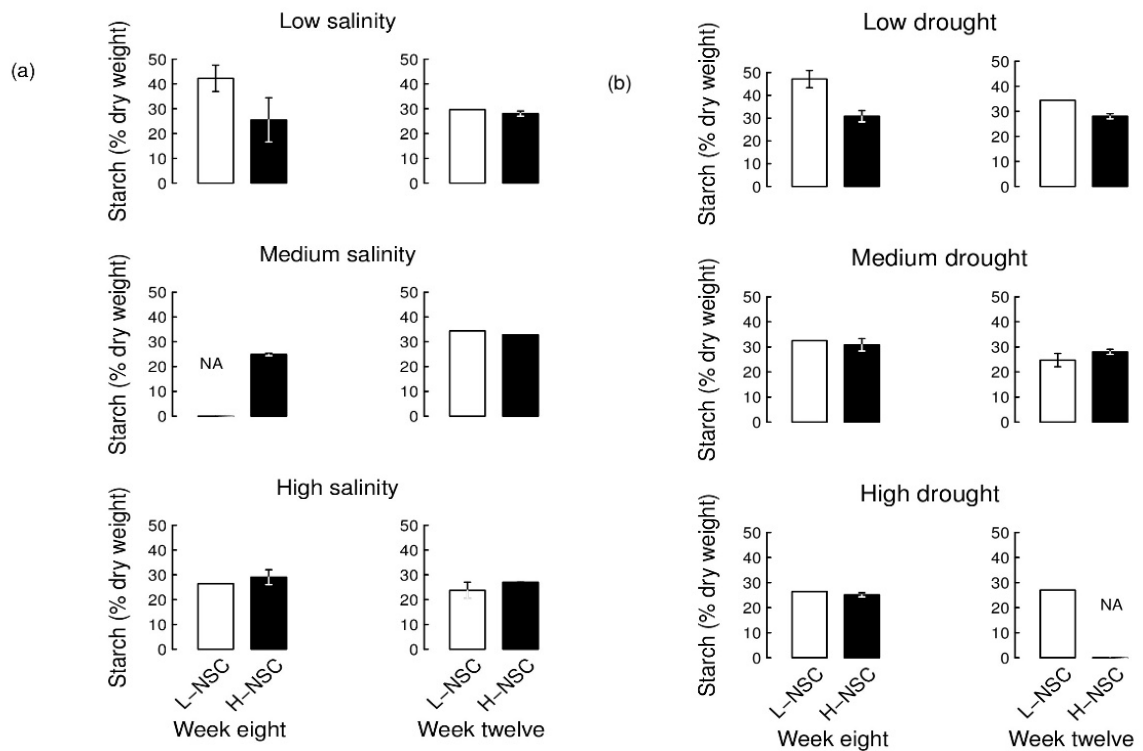 (a)
Low salinity
Starch (% dry weight)
50
40
30
20
10
0
50
40
30
20
10
0
Medium salinity
Starch (% dry weight)
50
40
30
20
10
0
NA
50
40
30
20
10
0
High salinity
Starch (% dry weight)
50
40
30
20
10
0
L–NSC
H–NSC
Week eight
50
40
30
20
10
0
L–NSC
H–NSC
Week twelve
(b)
Low drought
Starch (% dry weight)
50
40
30
20
10
0
50
40
30
20
10
0
Medium drought
Starch (% dry weight)
50
40
30
20
10
0
50
40
30
20
10
0
High drought
Starch (% dry weight)
50
40
30
20
10
0
L–NSC
H–NSC
Week eight
50
40
30
20
10
0
NA
L–NSC
H–NSC
Week twelve